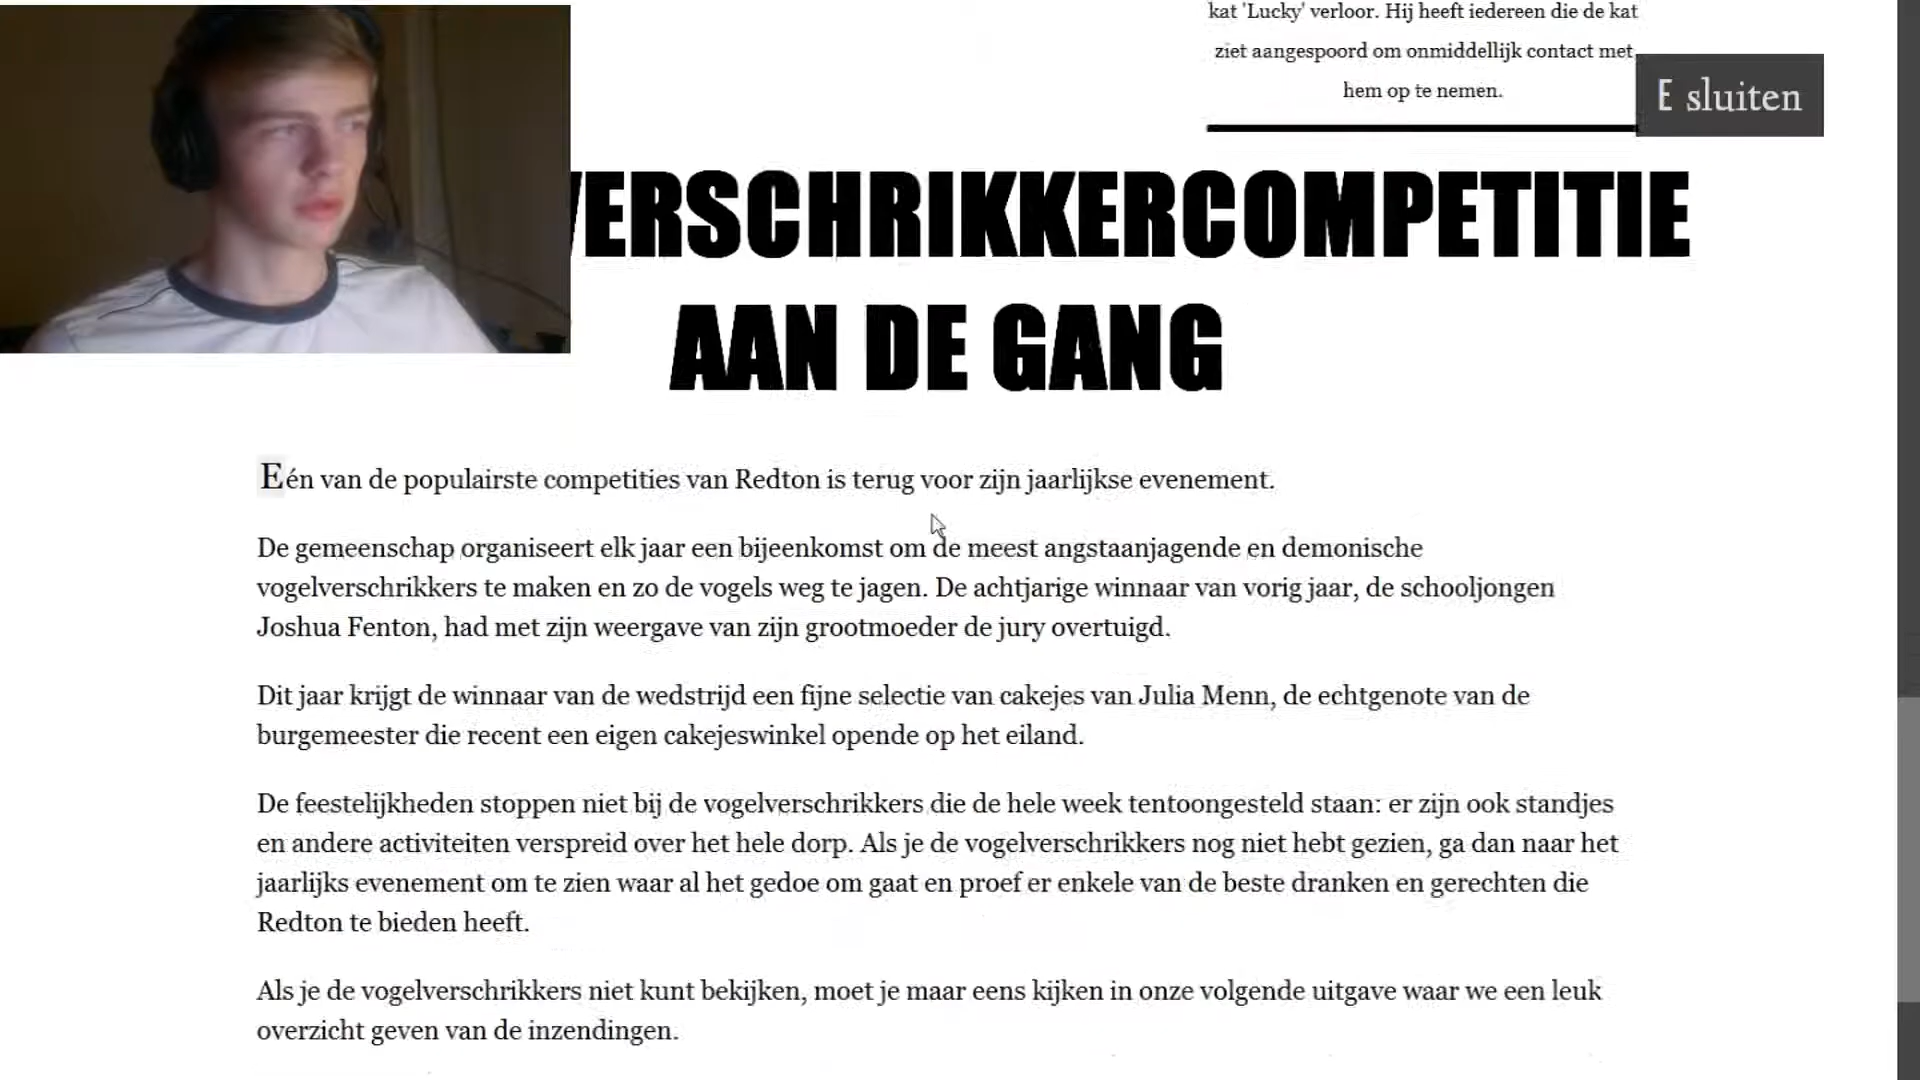 kat 'Lucky' verloor. Hij heeft iedereen die de kat
ziet aangespoord om onmiddellijk contact met
hem op te nemen.
E sluiten
VERSCHRIKKERCOMPETITIE
AAN DE GANG
Eén van de populairste competities van Redton is terug voor zijn jaarlijkse evenement.
De gemeenschap organiseert elk jaar een bijeenkomst om de meest angstaanjagende en demonische
vogelverschrikkers te maken en zo de vogels weg te jagen. De achtjarige winnaar van vorig jaar, de schooljongen
Joshua Fenton, had met zijn weergave van zijn grootmoeder de jury overtuigd.
Dit jaar krijgt de winnaar van de wedstrijd een fijne selectie van cakejes van Julia Menn, de echtgenote van de
burgemeester die recent een eigen cakejeswinkel opende op het eiland.
De feestelijkheden stoppen niet bij de vogelverschrikkers die de hele week tentoongesteld staan: er zijn ook standjes
en andere activiteiten verspreid over het hele dorp. Als je de vogelverschrikkers nog niet hebt gezien, ga dan naar het
jaarlijks evenement om te zien waar al het gedoe om gaat en proef er enkele van de beste dranken en gerechten die
Redton te bieden heeft.
Als je de vogelverschrikkers niet kunt bekijken, moet je maar eens kijken in onze volgende uitgave waar we een leuk
overzicht geven van de inzendingen.